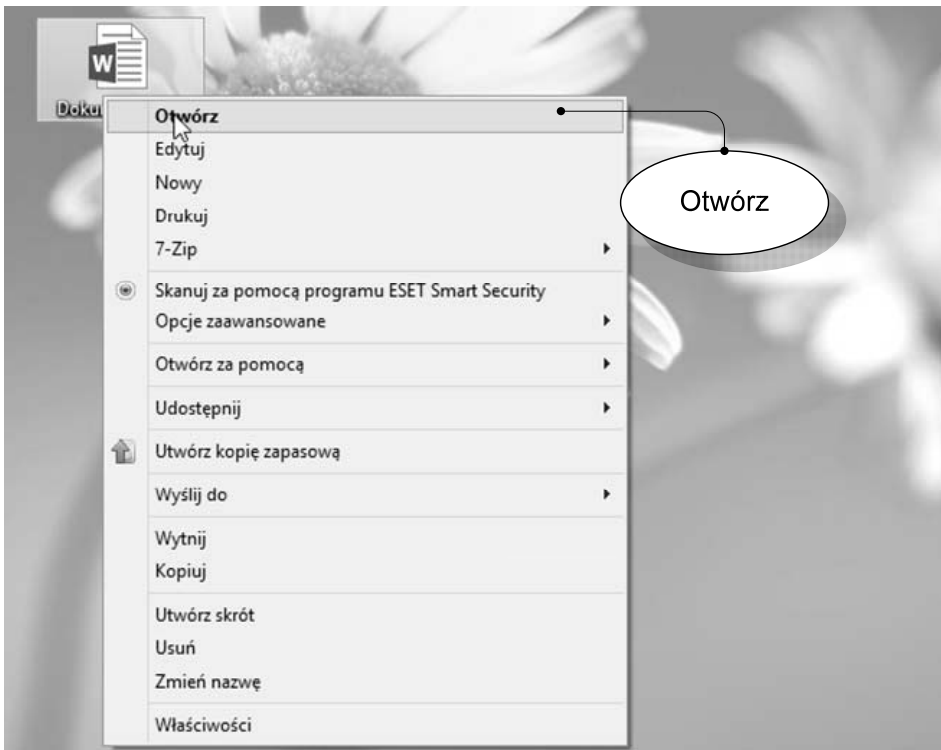 W
Otwórz
Edytuj
Nowy
Drukuj
7-Zip
Skanuj za pomocą programu ESET Smart Security
Opcje zaawansowane
Otwórz za pomocą
Udostępnij
Utwórz kopię zapasową
Wyślij do
Wytnij
Kopiuj
Utwórz skrót
Usuń
Zmień nazwę
Właściwości
Otwórz